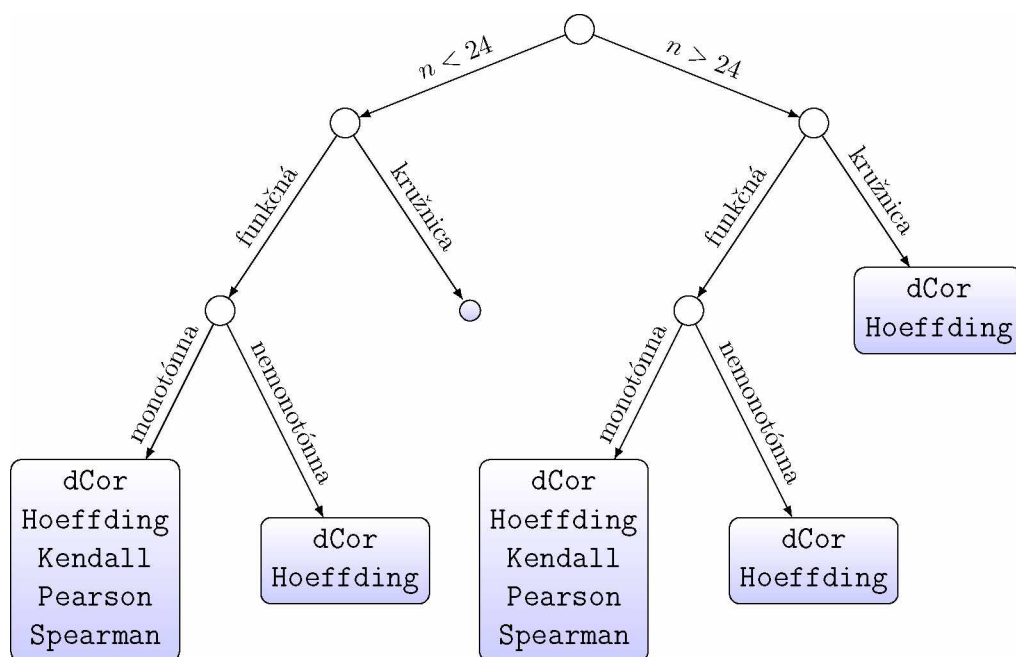 n < 24
n > 24
funkčná
kružnica
funkčná
kružnica
dCor
Hoeffding
monotónna
nemonotónna
monotónna
nemonotónna
dCor
Hoeffding
Kendall
Pearson
Spearman
dCor
Hoeffding
dCor
Hoeffding
Kendall
Pearson
Spearman
dCor
Hoeffding